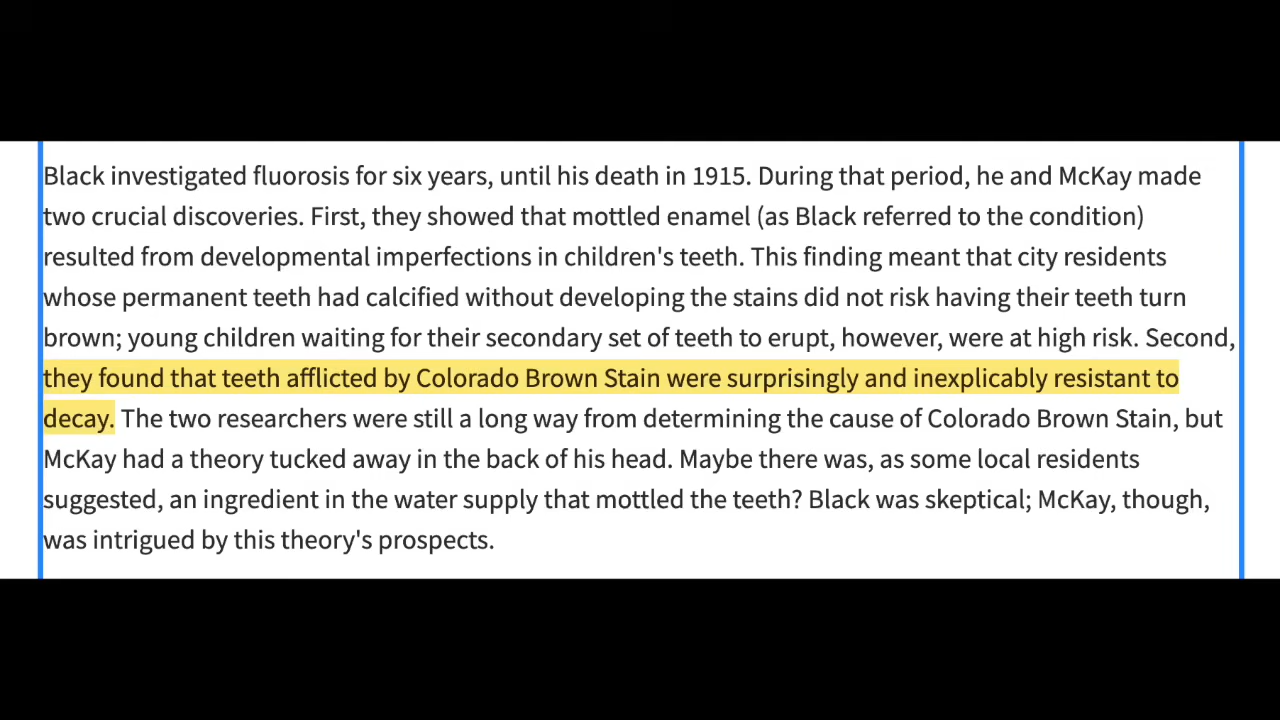 Black investigated fluorosis for six years, until his death in 1915. During that period, he and McKay made
two crucial discoveries. First, they showed that mottled enamel (as Black referred to the condition)
resulted from developmental imperfections in children's teeth. This finding meant that city residents
whose permanent teeth had calcified without developing the stains did not risk having their teeth turn
brown; young children waiting for their secondary set of teeth to erupt, however, were at high risk. Second,
they found that teeth afflicted by Colorado Brown Stain were surprisingly and inexplicably resistant to
decay. The two researchers were still a long way from determining the cause of Colorado Brown Stain, but
McKay had a theory tucked away in the back of his head. Maybe there was, as some local residents
suggested, an ingredient in the water supply that mottled the teeth? Black was skeptical; McKay, though,
was intrigued by this theory's prospects.